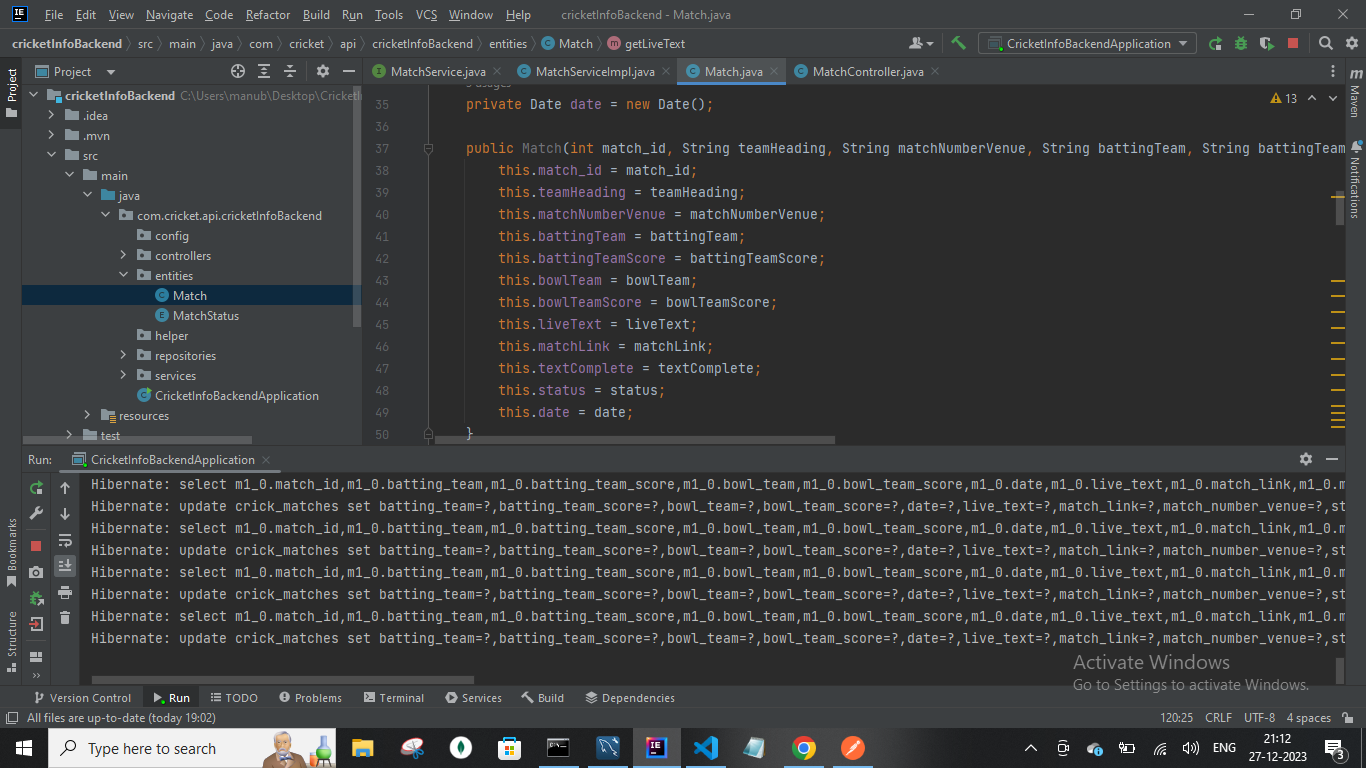 File Edit View Navigate Code Refactor Build Run Tools VCS Window Help cricketInfoBackend - Match.java
cricketInfoBackend src main java com cricket api cricketInfoBackend entities Match getLiveText CricketInfoBackendApplication
Project
Project
MatchService.java MatchServiceImpl.java Match.java MatchController.java
cricketInfoBackend C:\Users\manub\Desktop\CricketI
.idea
.mvn
src
main
java
com.cricket.api.cricketInfoBackend
config
controllers
entities
Match
MatchStatus
helper
repositories
services
CricketInfoBackendApplication
resources
test
13
35 private Date date = new Date();
36
37 public Match(int match_id, String teamHeading, String matchNumberVenue, String battingTeam, String battingTeam
38 this.match_id = match_id;
39 this.teamHeading = teamHeading;
40 this.matchNumberVenue = matchNumberVenue;
41 this.battingTeam = battingTeam;
42 this.battingTeamScore = battingTeamScore;
43 this.bowlTeam = bowlTeam;
44 this.bowlTeamScore = bowlTeamScore;
45 this.liveText = liveText;
46 this.matchLink = matchLink;
47 this.textComplete = textComplete;
48 this.status = status;
49 this.date = date;
50 }
Maven
Notifications
Run: CricketInfoBackendApplication
Hibernate: select m1_0.match_id,m1_0.batting_team,m1_0.batting_team_score,m1_0.bowl_team,m1_0.bowl_team_score,m1_0.date,m1_0.live_text,m1_0.match_link,m1_0.m
Hibernate: update crick_matches set batting_team=?,batting_team_score=?,bowl_team=?,bowl_team_score=?,date=?,live_text=?,match_link=?,match_number_venue=?,st
Hibernate: select m1_0.match_id,m1_0.batting_team,m1_0.batting_team_score,m1_0.bowl_team,m1_0.bowl_team_score,m1_0.date,m1_0.live_text,m1_0.match_link,m1_0.m
Hibernate: update crick_matches set batting_team=?,batting_team_score=?,bowl_team=?,bowl_team_score=?,date=?,live_text=?,match_link=?,match_number_venue=?,st
Hibernate: select m1_0.match_id,m1_0.batting_team,m1_0.batting_team_score,m1_0.bowl_team,m1_0.bowl_team_score,m1_0.date,m1_0.live_text,m1_0.match_link,m1_0.m
Hibernate: update crick_matches set batting_team=?,batting_team_score=?,bowl_team=?,bowl_team_score=?,date=?,live_text=?,match_link=?,match_number_venue=?,st
Hibernate: select m1_0.match_id,m1_0.batting_team,m1_0.batting_team_score,m1_0.bowl_team,m1_0.bowl_team_score,m1_0.date,m1_0.live_text,m1_0.match_link,m1_0.m
Hibernate: update crick_matches set batting_team=?,batting_team_score=?,bowl_team=?,bowl_team_score=?,date=?,live_text=?,match_link=?,match_number_venue=?,st
Bookmarks
Structure
Activate Windows
Go to Settings to activate Windows.
Version Control Run TODO Problems Terminal Services Build Dependencies
All files are up-to-date (today 19:02) 120:25 CRLF UTF-8 4 spaces
Type here to search
ENG
21:12
27-12-2023
3